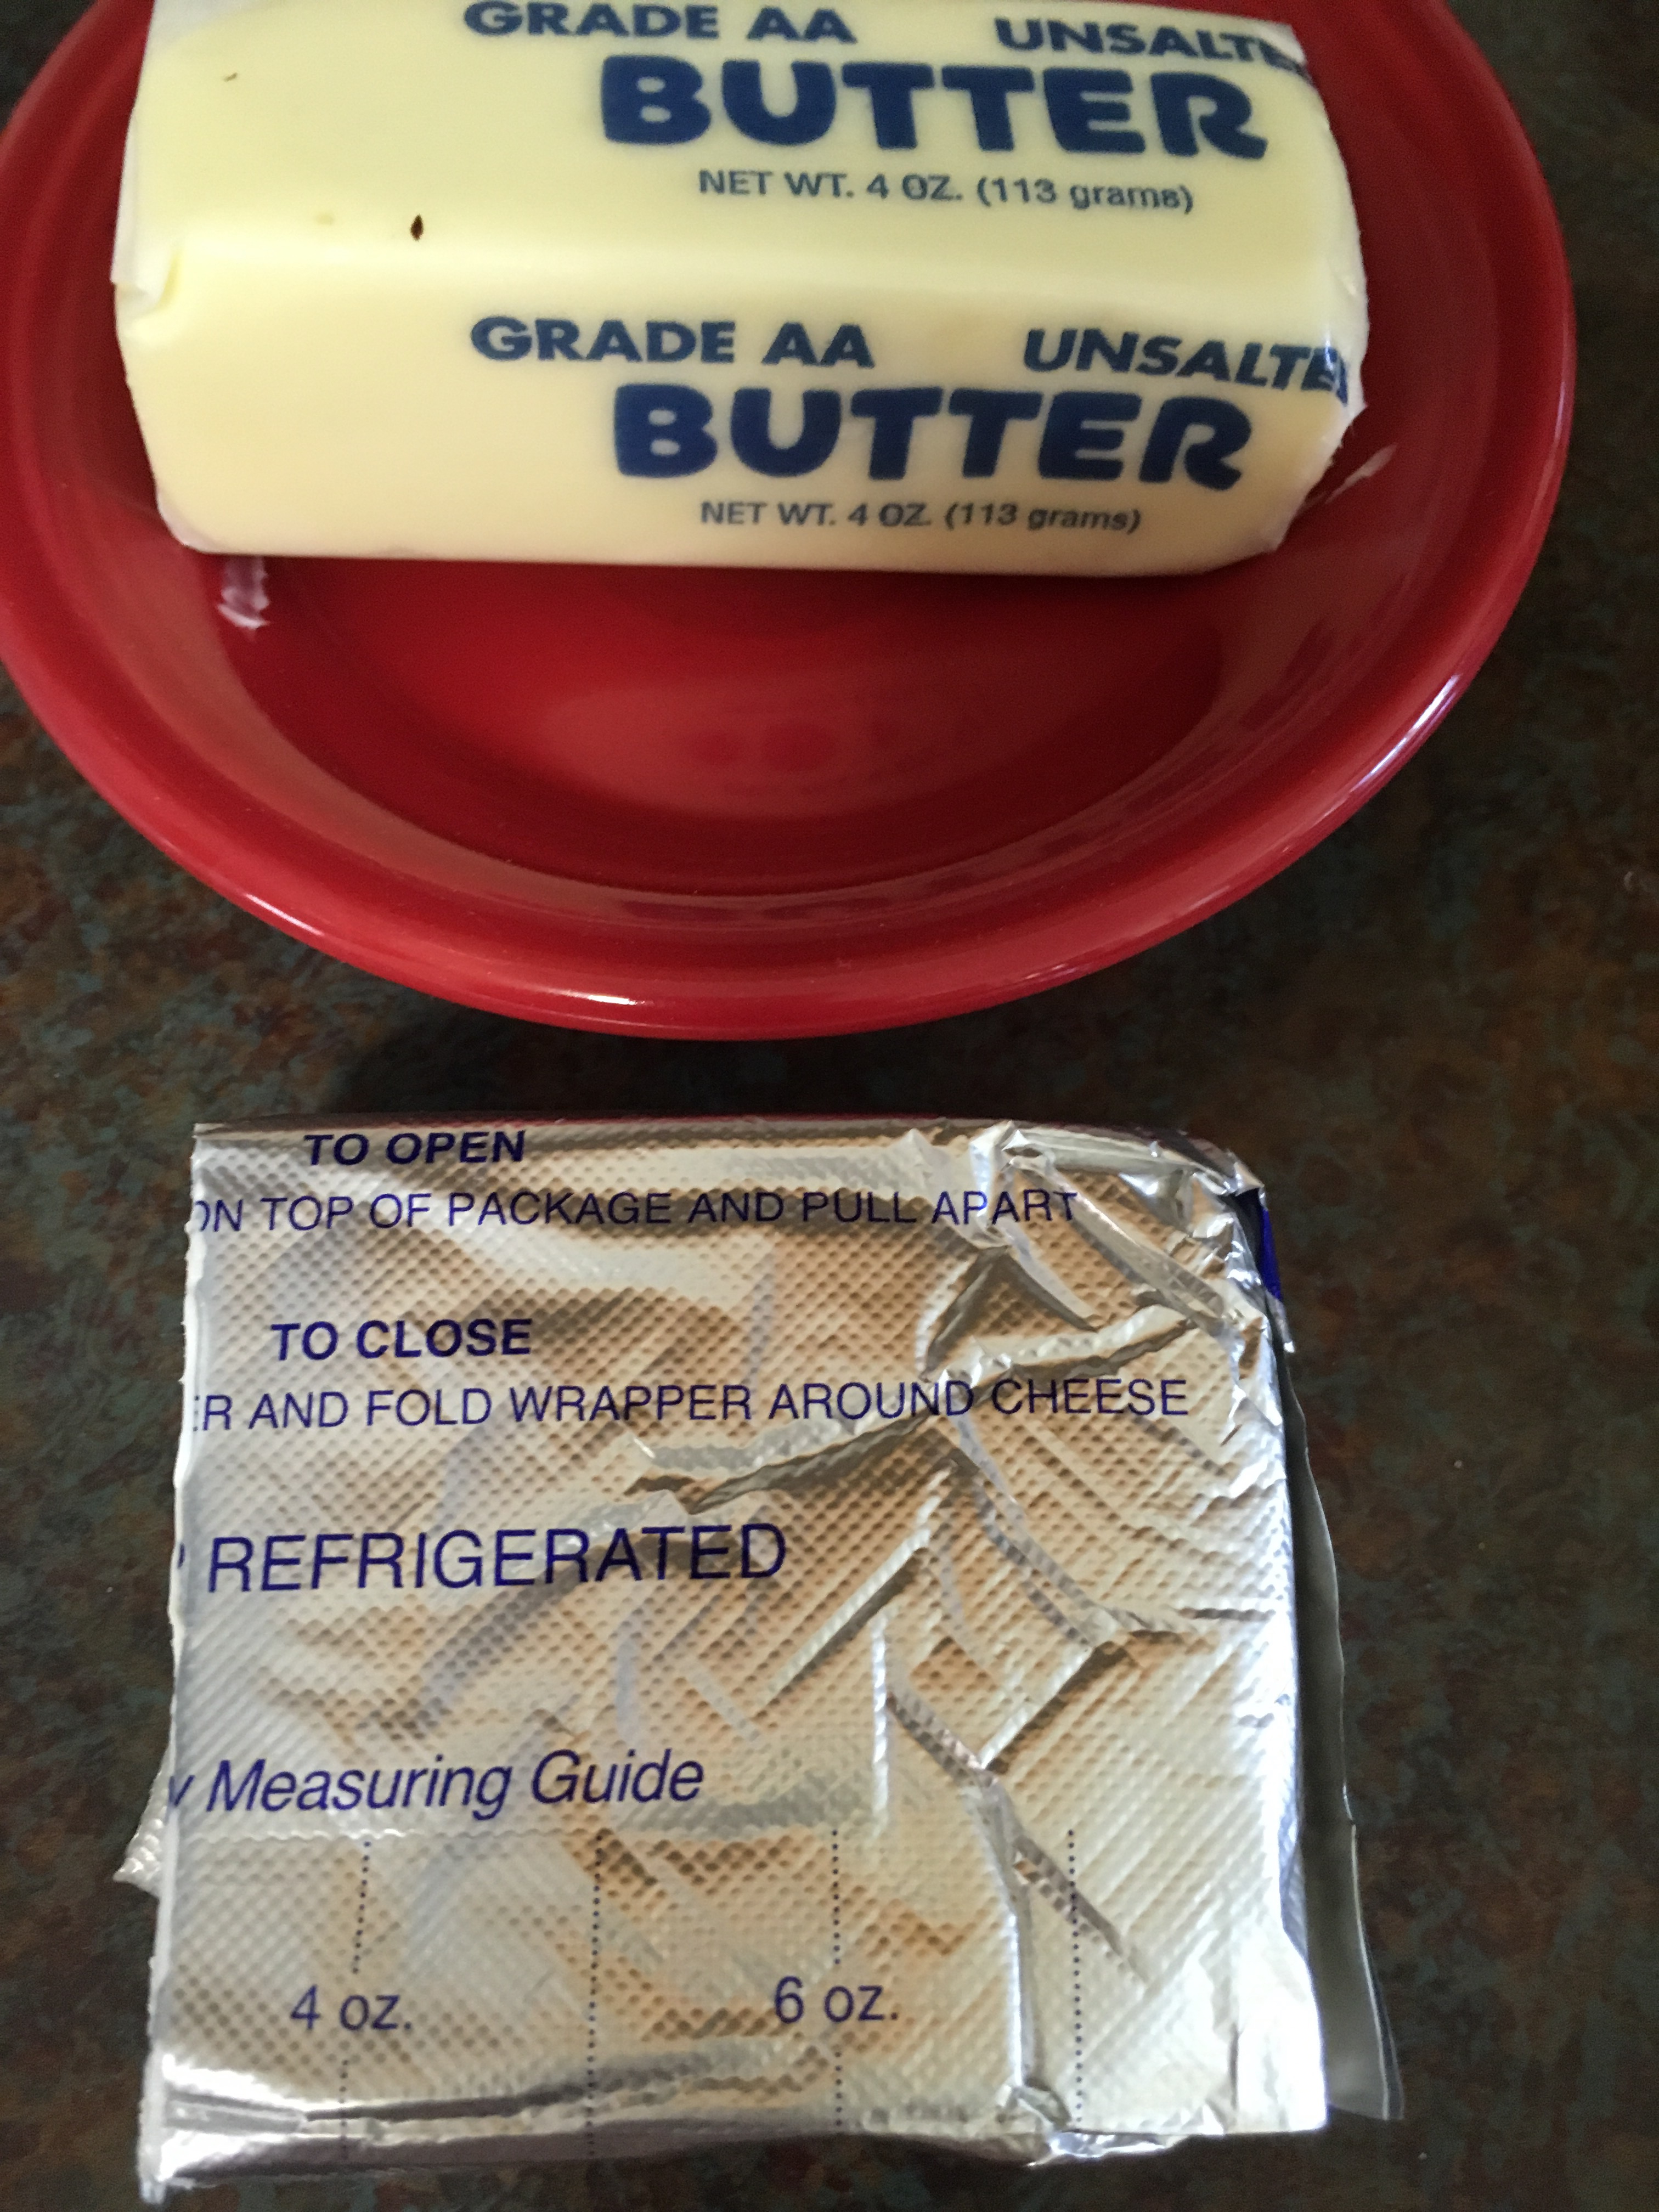 GRADE AA UNSALTE
BUTTER
NET WT. 4 OZ. (113 grams)
GRADE AA UNSALTE
BUTTER
NET WT. 4 OZ. (113 grams)
TO OPEN
ON TOP OF PACKAGE AND PULL APART
TO CLOSE
ER AND FOLD WRAPPER AROUND CHEESE
REFRIGERATED
y Measuring Guide
4 oz. 6 oz.